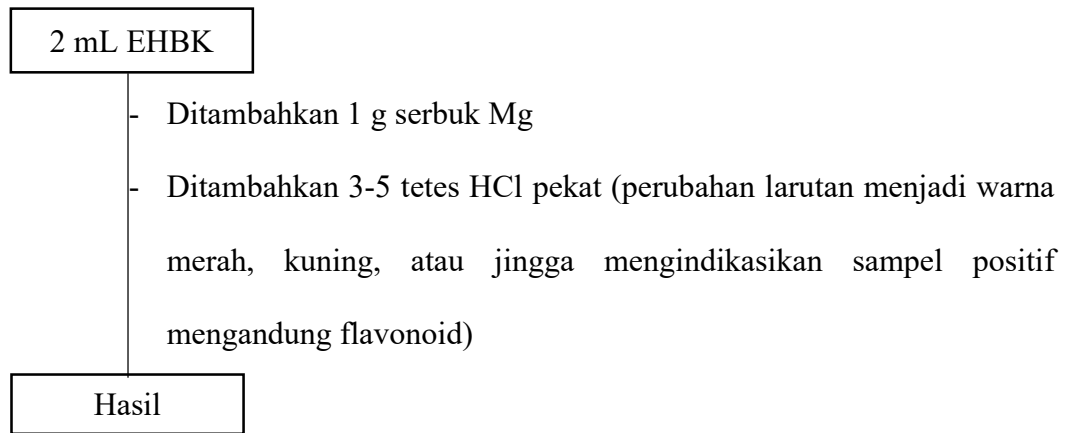 2 mL EHBK
- Ditambahkan 1 g serbuk Mg
- Ditambahkan 3-5 tetes HCl pekat (perubahan larutan menjadi warna
merah, kuning, atau jingga mengindikasikan sampel positif
mengandung flavonoid)
Hasil